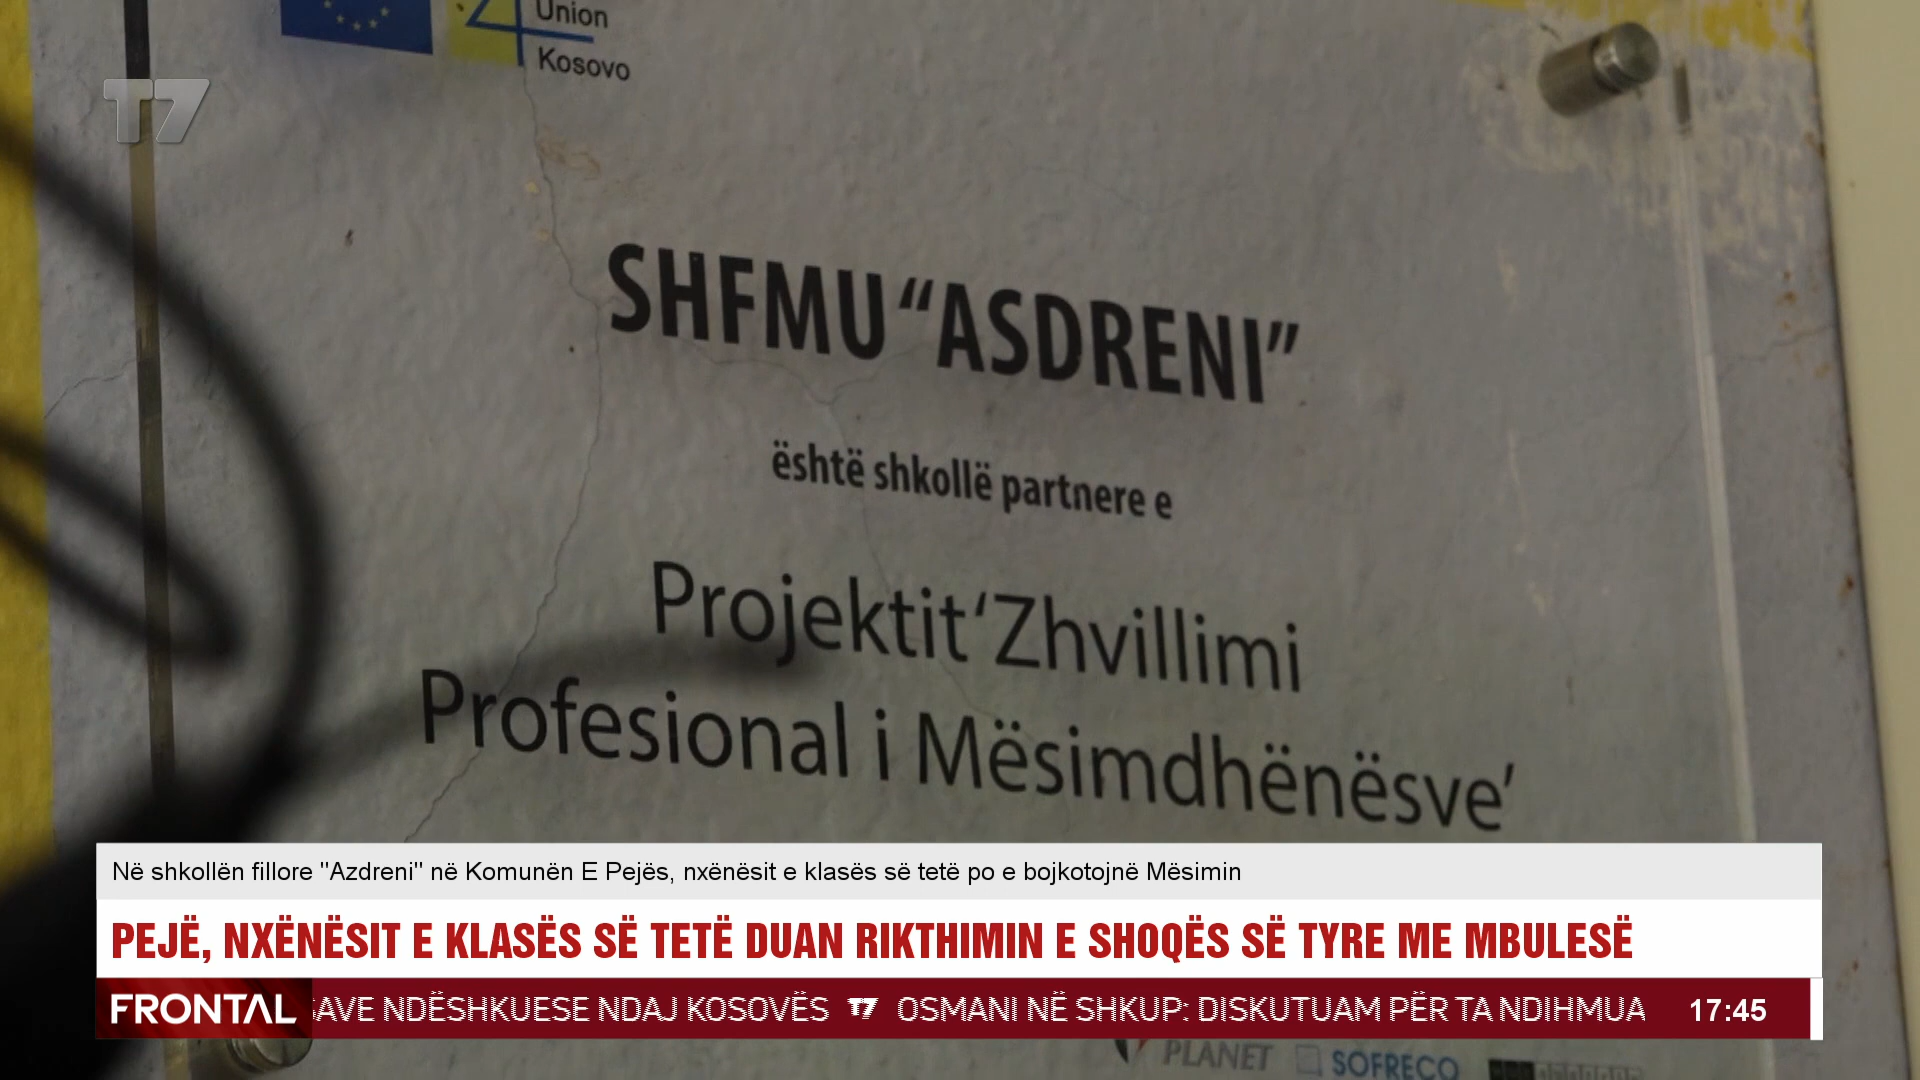 Union
Kosovo
T7
SHFMU “ASDRENI”
është shkollë partnere e
Projektit ‘Zhvillimi
Profesional i Mësimdhënësve’
Në shkollën fillore "Azdreni" në Komunën E Pejës, nxënësit e klasës së tetë po e bojkotojnë Mësimin
PEJË, NXËNËSIT E KLASËS SË TETË DUAN RIKTHIMIN E SHOQËS SË TYRE ME MBULESË
FRONTAL
SAVE NDËSHKUESE NDAJ KOSOVËS T7 OSMANI NË SHKUP: DISKUTUAM PËR TA NDIHMUA
17:45
PLANET
SOFRECO